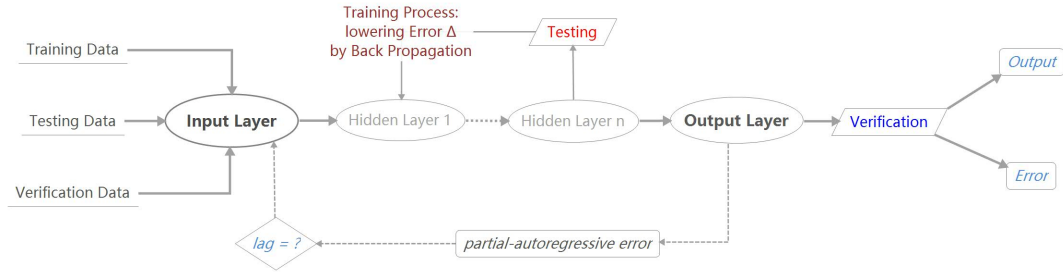 Training Process:
lowering Error Δ
by Back Propagation
Testing
Training Data
Output
Testing Data
Input Layer
Hidden Layer 1
Hidden Layer n
Output Layer
Verification
Verification Data
Error
lag = ?
partial-autoregressive error